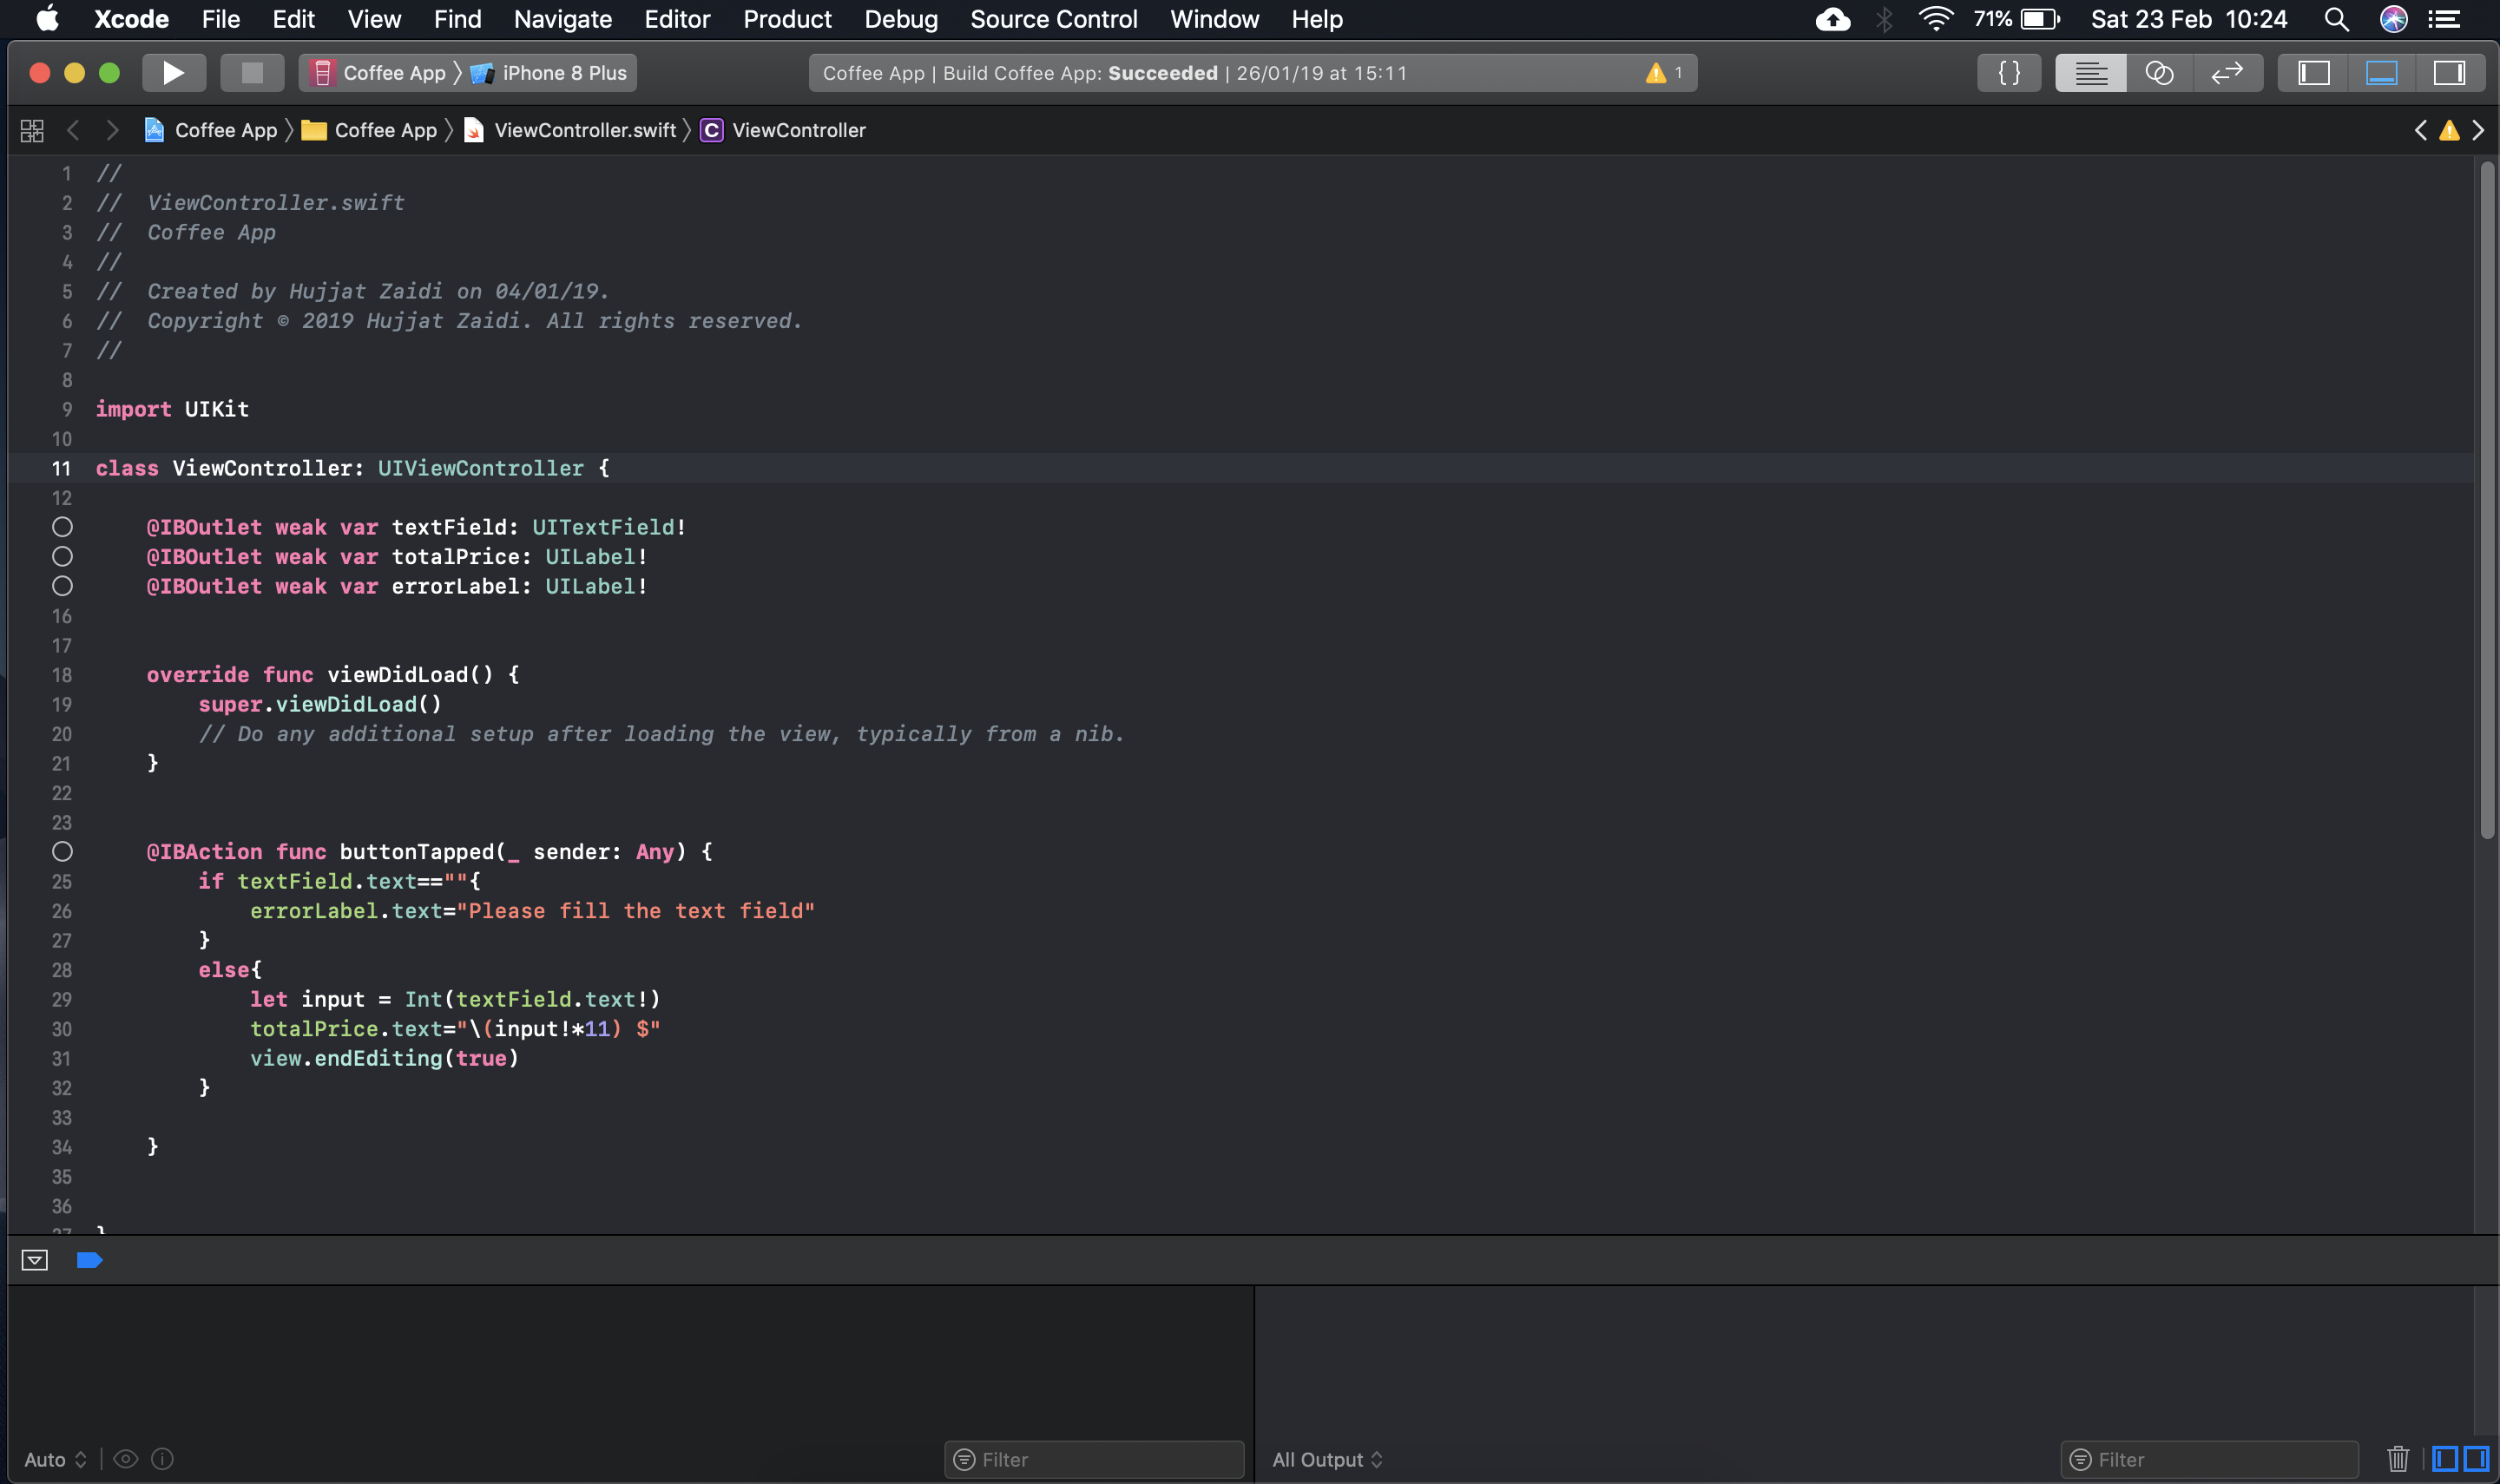 Xcode File Edit View Find Navigate Editor Product Debug Source Control Window Help 71% Sat 23 Feb 10:24
Coffee App 〉 iPhone 8 Plus Coffee App | Build Coffee App: Succeeded | 26/01/19 at 15:11 1 {}
Coffee App 〉 Coffee App 〉 ViewController.swift 〉 C ViewController
1 //
2 //  ViewController.swift
3 //  Coffee App
4 //
5 //  Created by Hujjat Zaidi on 04/01/19.
6 //  Copyright © 2019 Hujjat Zaidi. All rights reserved.
7 //
8
9 import UIKit
10
11 class ViewController: UIViewController {
12
@IBOutlet weak var textField: UITextField!
@IBOutlet weak var totalPrice: UILabel!
@IBOutlet weak var errorLabel: UILabel!
16
17
18 override func viewDidLoad() {
19 super.viewDidLoad()
20 // Do any additional setup after loading the view, typically from a nib.
21 }
22
23
@IBAction func buttonTapped(_ sender: Any) {
25 if textField.text==""{
26 errorLabel.text="Please fill the text field"
27 }
28 else{
29 let input = Int(textField.text!)
30 totalPrice.text="\(input!*11) $"
31 view.endEditing(true)
32 }
33
34 }
35
36
37 }
Auto Filter All Output Filter